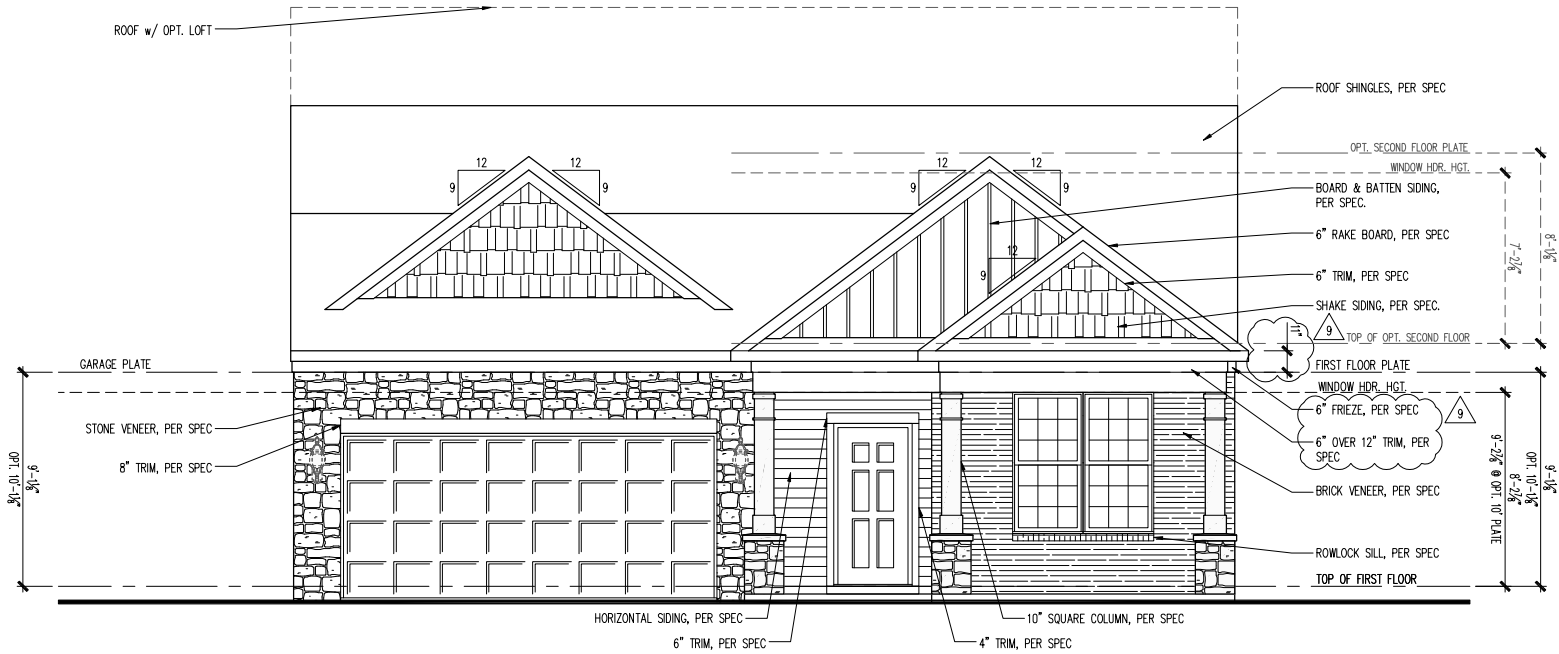 ROOF w/ OPT. LOFT
ROOF SHINGLES, PER SPEC
OPT. SECOND FLOOR PLATE
WINDOW HDR. HGT.
12
12
12
12
9
9
9
9
BOARD & BATTEN SIDING,
PER SPEC.
6" RAKE BOARD, PER SPEC
12
9
8'-1⅛"
7'-2⅞"
6" TRIM, PER SPEC
SHAKE SIDING, PER SPEC.
11"
9
TOP OF OPT. SECOND FLOOR
GARAGE PLATE
FIRST FLOOR PLATE
WINDOW HDR. HGT.
STONE VENEER, PER SPEC
6" FRIEZE, PER SPEC
9
8" TRIM, PER SPEC
6" OVER 12" TRIM, PER
SPEC
9'-1⅛"
OPT. 10'-1⅛"
9'-1⅛"
OPT. 10'-1⅛"
8'-2⅞"
9'-2⅞" @ OPT. 10' PLATE
BRICK VENEER, PER SPEC
ROWLOCK SILL, PER SPEC
TOP OF FIRST FLOOR
HORIZONTAL SIDING, PER SPEC
10" SQUARE COLUMN, PER SPEC
6" TRIM, PER SPEC
4" TRIM, PER SPEC